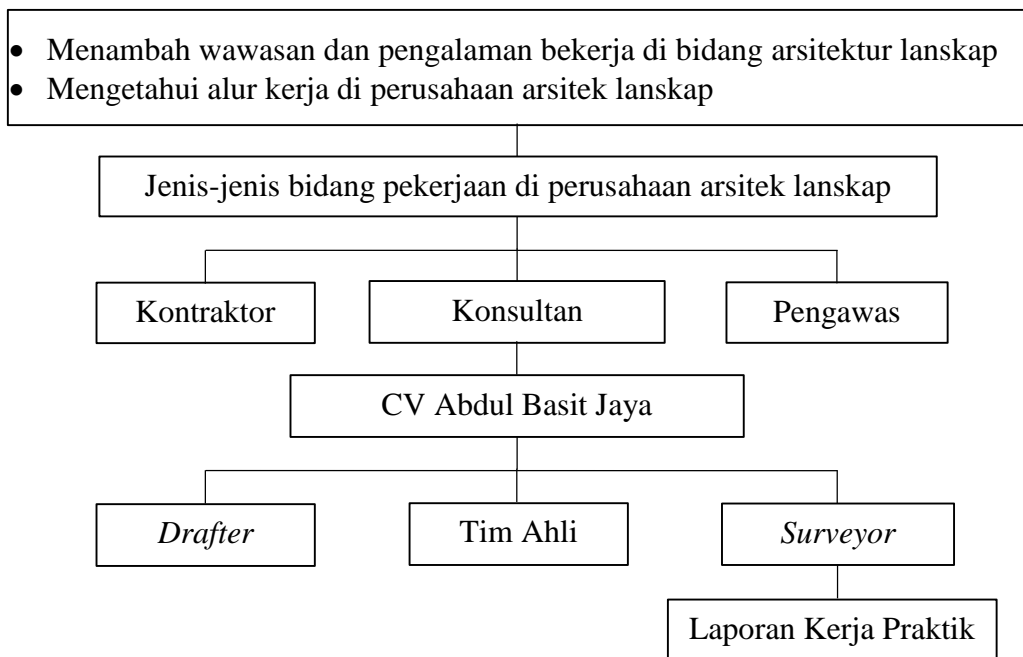 • Menambah wawasan dan pengalaman bekerja di bidang arsitektur lanskap
• Mengetahui alur kerja di perusahaan arsitek lanskap
Jenis-jenis bidang pekerjaan di perusahaan arsitek lanskap
Kontraktor
Konsultan
Pengawas
CV Abdul Basit Jaya
Drafter
Tim Ahli
Surveyor
Laporan Kerja Praktik